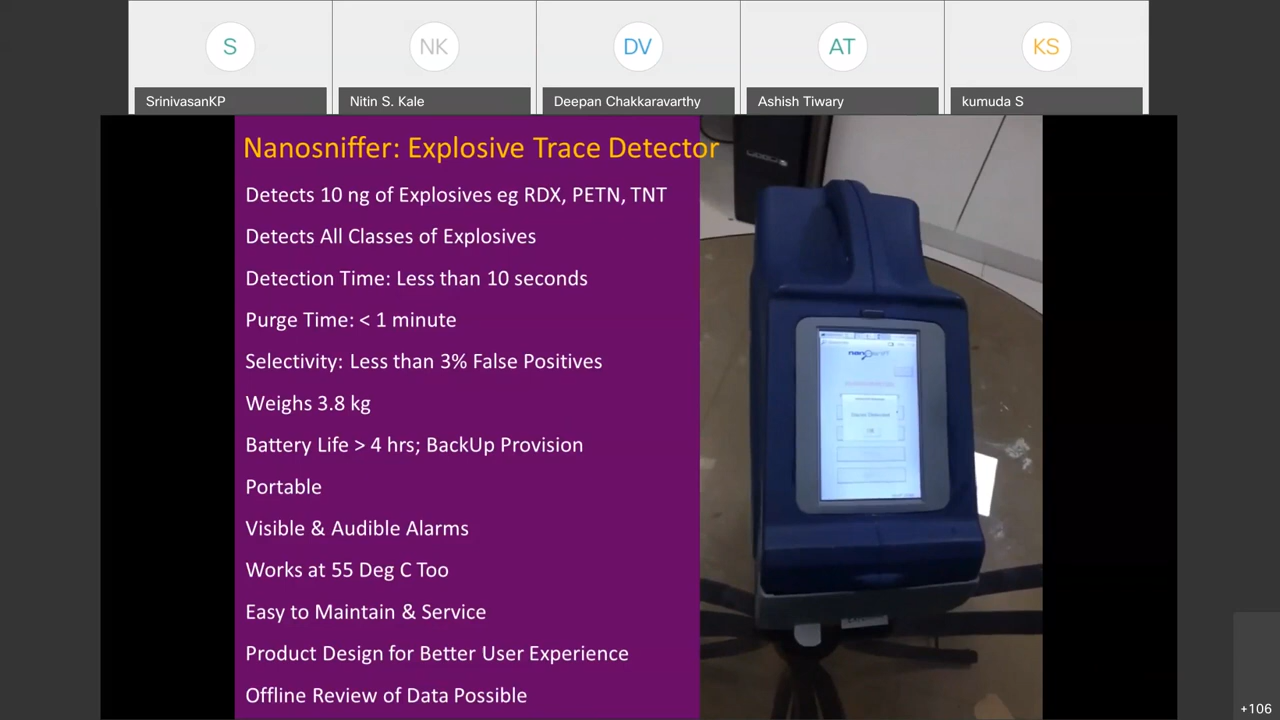 S
NK
DV
AT
KS
SrinivasanKP
Nitin S. Kale
Deepan Chakkaravarthy
Ashish Tiwary
kumuda S
Nanosniffer: Explosive Trace Detector
Detects 10 ng of Explosives eg RDX, PETN, TNT
Detects All Classes of Explosives
Detection Time: Less than 10 seconds
Purge Time: < 1 minute
Selectivity: Less than 3% False Positives
Weighs 3.8 kg
Battery Life > 4 hrs; BackUp Provision
Portable
Visible & Audible Alarms
Works at 55 Deg C Too
Easy to Maintain & Service
Product Design for Better User Experience
Offline Review of Data Possible
+106